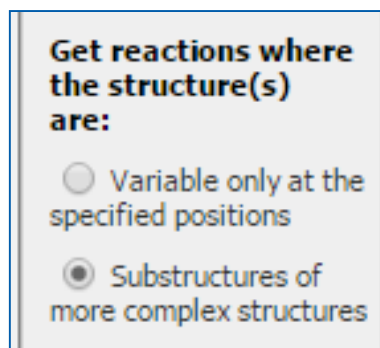 Get reactions where
the structure(s)
are:
Variable only at the
specified positions
Substructures of
more complex structures